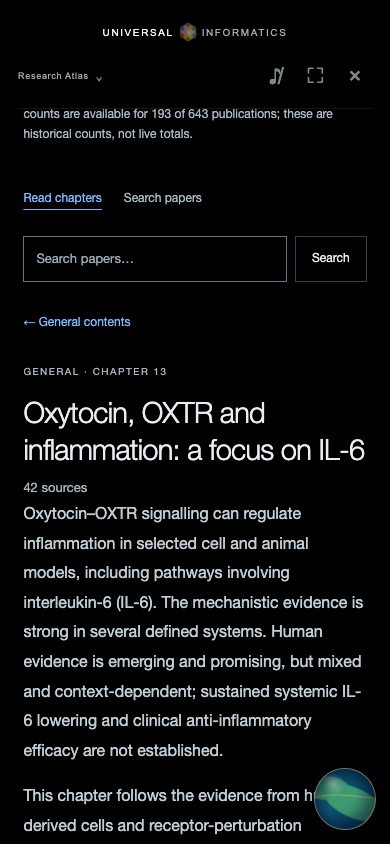 UNIVERSAL INFORMATICS
Research Atlas
counts are available for 193 of 643 publications; these are
historical counts, not live totals.
Read chapters Search papers
Search papers... Search
← General contents
GENERAL · CHAPTER 13
Oxytocin, OXTR and
inflammation: a focus on IL-6
42 sources
Oxytocin–OXTR signalling can regulate
inflammation in selected cell and animal
models, including pathways involving
interleukin-6 (IL-6). The mechanistic evidence is
strong in several defined systems. Human
evidence is emerging and promising, but mixed
and context-dependent; sustained systemic IL-
6 lowering and clinical anti-inflammatory
efficacy are not established.
This chapter follows the evidence from
derived cells and receptor-perturbation